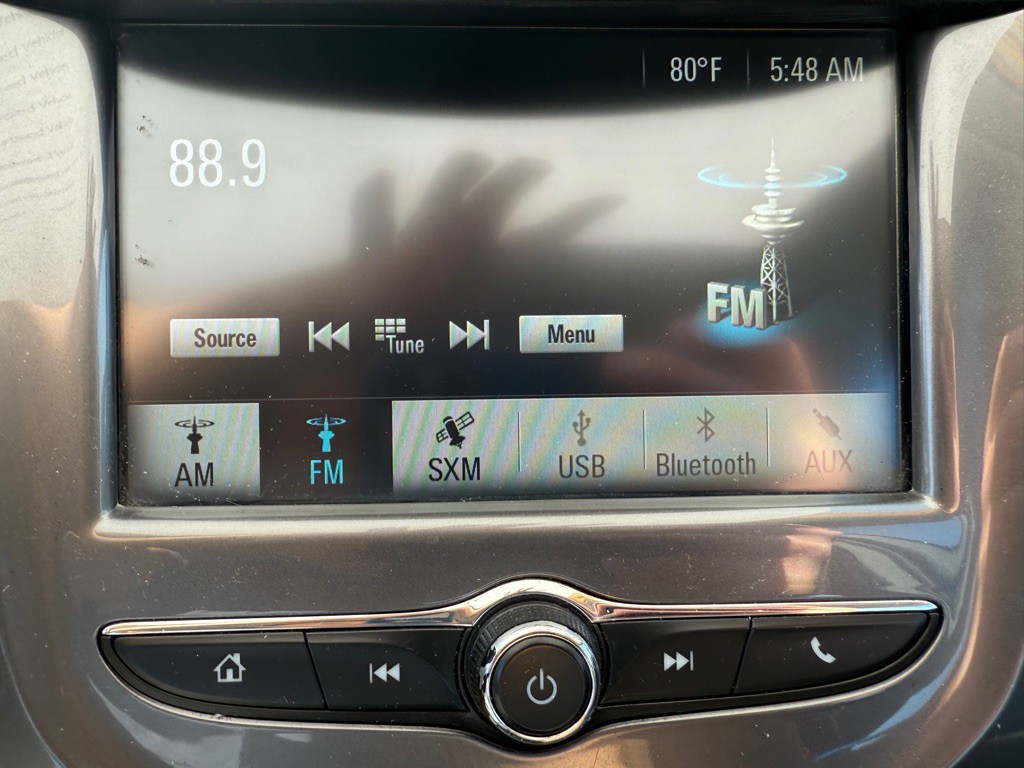 80°F
5:48 AM
88.9
FM
Source
Tune
Menu
AM
FM
SXM
USB
Bluetooth
AUX